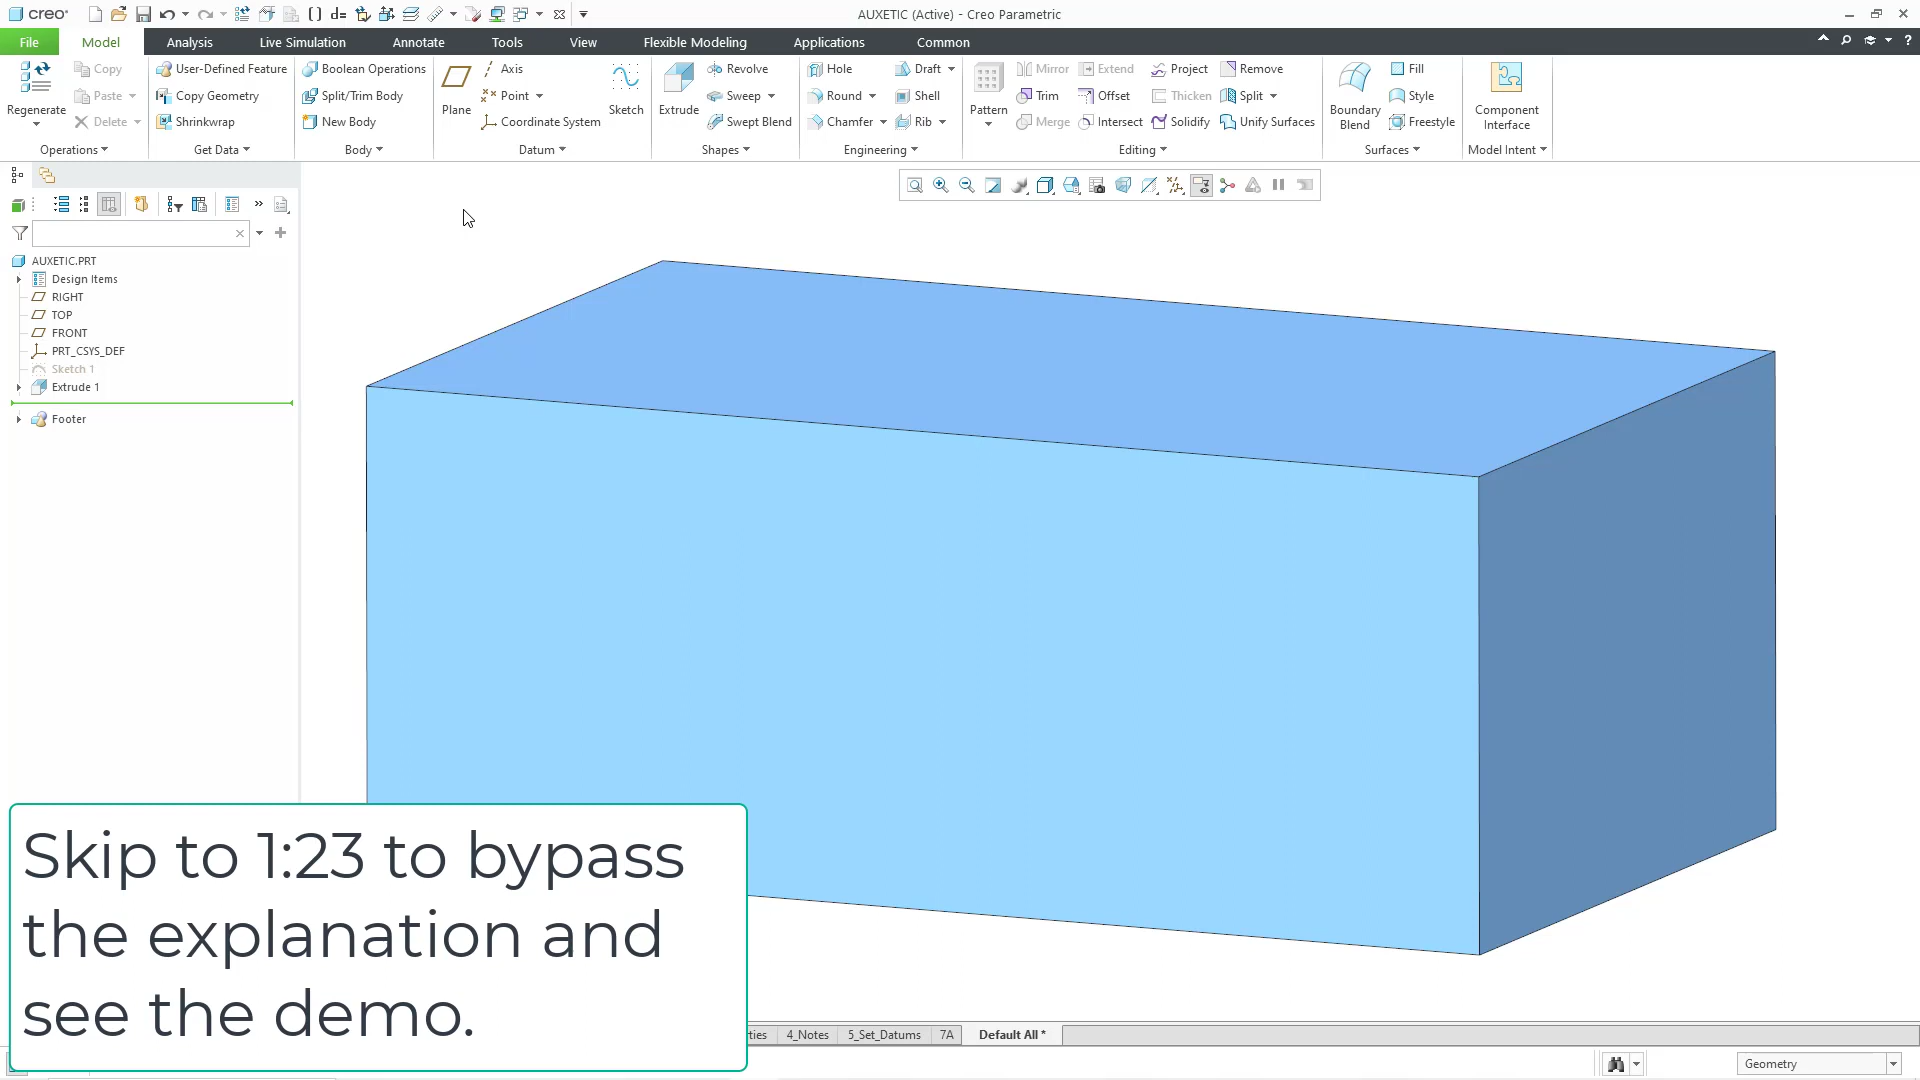 creo
AUXETIC (Active) - Creo Parametric
File Model Analysis Live Simulation Annotate Tools View Flexible Modeling Applications Common
Regenerate
Copy
Paste
Delete
Operations
User-Defined Feature
Copy Geometry
Shrinkwrap
Get Data
Boolean Operations
Split/Trim Body
New Body
Body
Plane
Axis
Point
Coordinate System
Sketch
Datum
Extrude
Revolve
Sweep
Swept Blend
Shapes
Hole
Round
Chamfer
Draft
Shell
Rib
Engineering
Pattern
Mirror
Trim
Merge
Extend
Offset
Intersect
Project
Thicken
Solidify
Remove
Split
Unify Surfaces
Editing
Boundary
Blend
Fill
Style
Freestyle
Surfaces
Component
Interface
Model Intent
AUXETIC.PRT
Design Items
RIGHT
TOP
FRONT
PRT_CSYS_DEF
Sketch 1
Extrude 1
Footer
Skip to 1:23 to bypass
the explanation and
see the demo.
4_Notes 5_Set_Datums 7A Default All *
Geometry